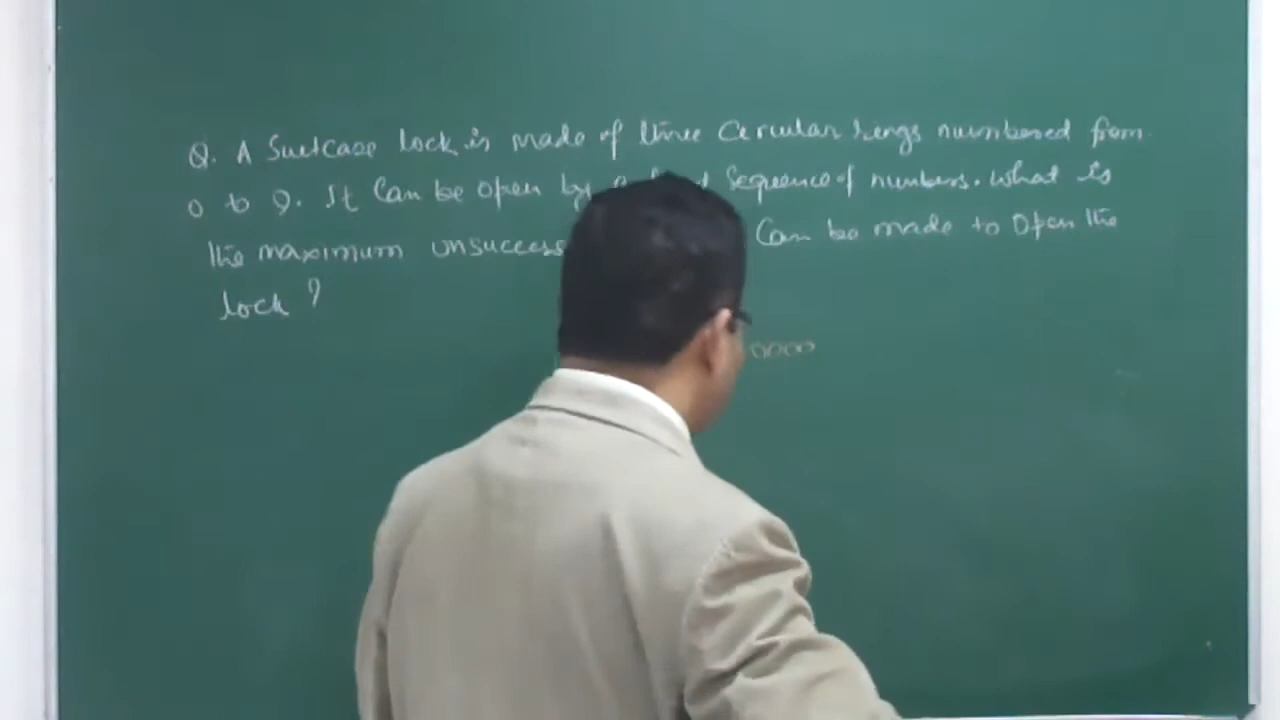 Q. A Suitcase lock is made of three Circular rings numbered from
0 to 9. It Can be open by Sequence of numbers. What is
the maximum unsuccess Can be made to Open the
lock ?